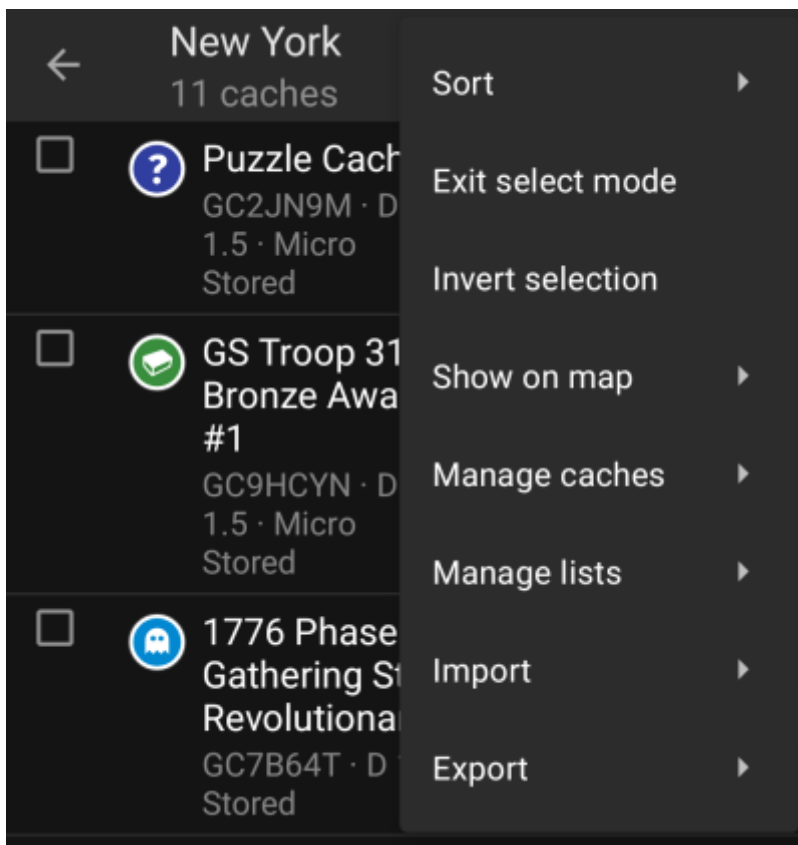 New York
11 caches
Puzzle Cach
GC2JN9M · D
1.5 · Micro
Stored
GS Troop 31
Bronze Awa
#1
GC9HCYN · D
1.5 · Micro
Stored
1776 Phase
Gathering St
Revolutiona
GC7B64T · D
Stored
Sort
Exit select mode
Invert selection
Show on map
Manage caches
Manage lists
Import
Export